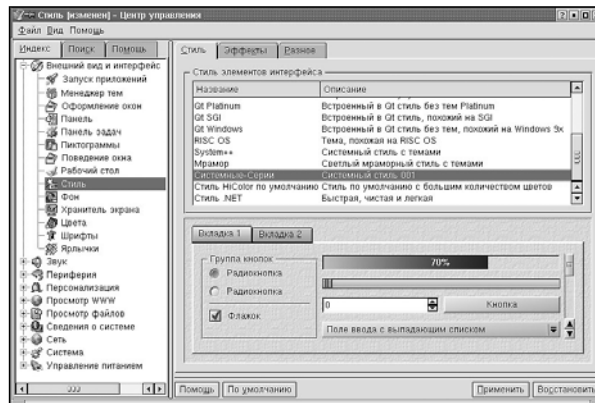 Стиль [изменен] - Центр управления
Файл Вид Помощь
Индекс Поиск Помощь
Внешний вид и интерфейс
Запуск приложений
Менеджер тем
Оформление окон
Панель
Панель задач
Пиктограммы
Поведение окна
Рабочий стол
Стиль
Фон
Хранитель экрана
Цвета
Шрифты
Ярлычки
Звук
Периферия
Персонализация
Просмотр WWW
Просмотр файлов
Сведения о системе
Сеть
Система
Управление питанием
Стиль Эффекты Разное
Стиль элементов интерфейса
Название Описание
Qt Platinum Встроенный в Qt стиль без тем Platinum
Qt SGI Встроенный в Qt стиль, похожий на SGI
Qt Windows Встроенный в Qt стиль без тем, похожий на Windows 9x
RISC OS Тема, похожая на RISC OS
System++ Системный стиль с темами
Мрамор Светлый мраморный стиль с темами
Системные-Серии Системный стиль 001
Стиль HiColor по умолчанию Стиль по умолчанию с большим количеством цветов
Стиль .NET Быстрая, чистая и легкая
Вкладка 1 Вкладка 2
Группа кнопок
Радиокнопка
Радиокнопка
Флажок
70%
0 Кнопка
Поле ввода с выпадающим списком
Помощь По умолчанию Применить Восстановить